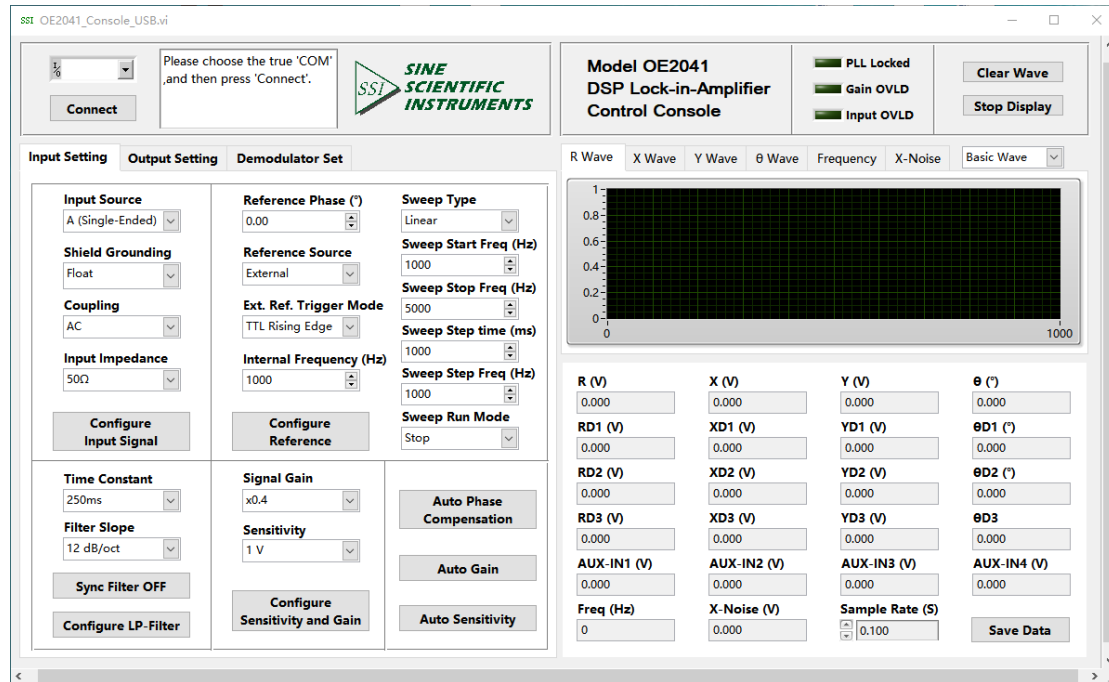 SSI OE2041_Console_USB.vi
I/O
Please choose the true 'COM'
,and then press 'Connect'.
Connect
SSI
SINE
SCIENTIFIC
INSTRUMENTS
Model OE2041
DSP Lock-in-Amplifier
Control Console
PLL Locked
Gain OVLD
Input OVLD
Clear Wave
Stop Display
Input Setting
Output Setting
Demodulator Set
Input Source
A (Single-Ended)
Shield Grounding
Float
Coupling
AC
Input Impedance
50Ω
Configure
Input Signal
Reference Phase (°)
0.00
Reference Source
External
Ext. Ref. Trigger Mode
TTL Rising Edge
Internal Frequency (Hz)
1000
Configure
Reference
Sweep Type
Linear
Sweep Start Freq (Hz)
1000
Sweep Stop Freq (Hz)
5000
Sweep Step time (ms)
1000
Sweep Step Freq (Hz)
1000
Sweep Run Mode
Stop
Time Constant
250ms
Filter Slope
12 dB/oct
Sync Filter OFF
Configure LP-Filter
Signal Gain
x0.4
Sensitivity
1 V
Configure
Sensitivity and Gain
Auto Phase
Compensation
Auto Gain
Auto Sensitivity
R Wave
X Wave
Y Wave
θ Wave
Frequency
X-Noise
Basic Wave
1
0.8
0.6
0.4
0.2
0
0
1000
R (V)
X (V)
Y (V)
θ (°)
0.000
0.000
0.000
0.000
RD1 (V)
XD1 (V)
YD1 (V)
θD1 (°)
0.000
0.000
0.000
0.000
RD2 (V)
XD2 (V)
YD2 (V)
θD2 (°)
0.000
0.000
0.000
0.000
RD3 (V)
XD3 (V)
YD3 (V)
θD3
0.000
0.000
0.000
0.000
AUX-IN1 (V)
AUX-IN2 (V)
AUX-IN3 (V)
AUX-IN4 (V)
0.000
0.000
0.000
0.000
Freq (Hz)
X-Noise (V)
Sample Rate (S)
0
0.000
0.100
Save Data